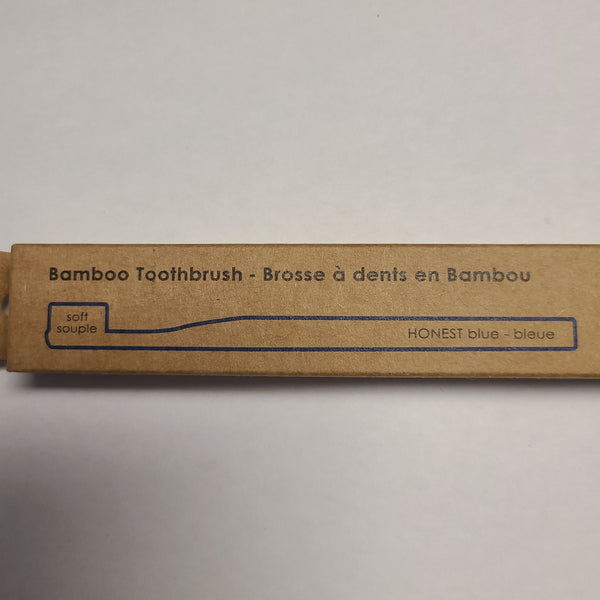 Bamboo Toothbrush - Brosse à dents en Bambou
soft
souple
HONEST blue - bleue